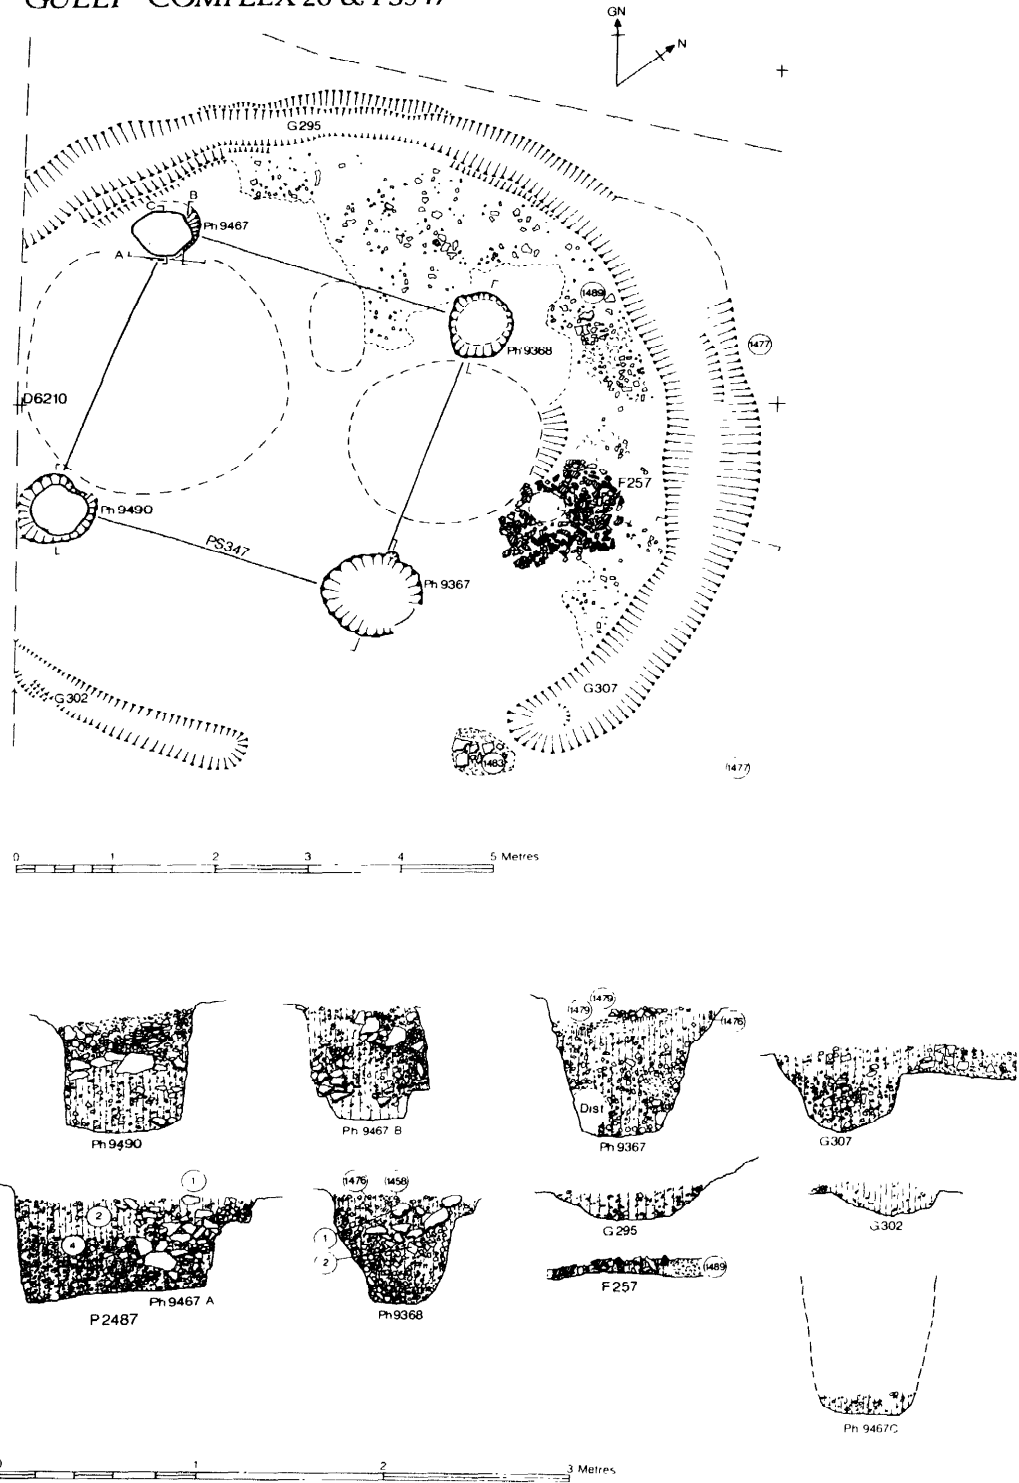 GULLY COMPLEX 26 & PS347
GN
N
G295
C
B
Ph 9467
A
1489
Ph 9368
1477
D6210
F257
Ph 9490
PS347
Ph 9367
G307
G302
1483
1477
0 1 2 3 4 5 Metres
1479
1479
1476
Dist
Ph 9490
Ph 9467 B
Ph 9367
G307
1
1476
1458
2
G295
G302
1
4
2
1489
F257
Ph 9467 A
Ph 9368
P2487
Ph 9467C
0 1 2 3 Metres